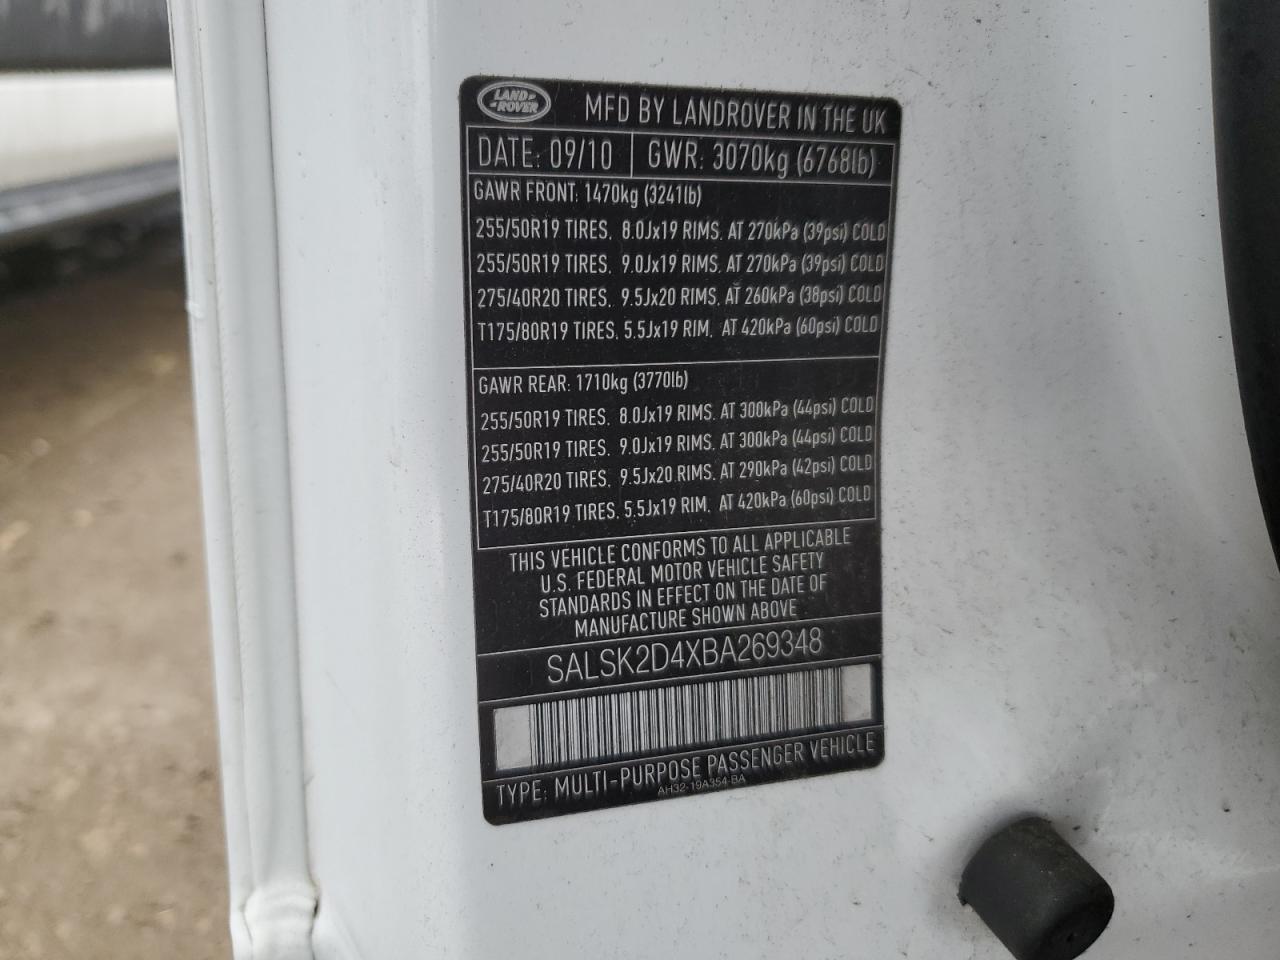 LAND-
-ROVER
MFD BY LANDROVER IN THE UK
DATE: 09/10 GWR: 3070kg (6768lb)
GAWR FRONT: 1470kg (3241lb)
255/50R19 TIRES. 8.0Jx19 RIMS. AT 270kPa (39psi) COLD
255/50R19 TIRES. 9.0Jx19 RIMS. AT 270kPa (39psi) COLD
275/40R20 TIRES. 9.5Jx20 RIMS. AT 260kPa (38psi) COLD
T175/80R19 TIRES. 5.5Jx19 RIM. AT 420kPa (60psi) COLD
GAWR REAR: 1710kg (3770lb)
255/50R19 TIRES. 8.0Jx19 RIMS. AT 300kPa (44psi) COLD
255/50R19 TIRES. 9.0Jx19 RIMS. AT 300kPa (44psi) COLD
275/40R20 TIRES. 9.5Jx20 RIMS. AT 290kPa (42psi) COLD
T175/80R19 TIRES. 5.5Jx19 RIM. AT 420kPa (60psi) COLD
THIS VEHICLE CONFORMS TO ALL APPLICABLE
U.S. FEDERAL MOTOR VEHICLE SAFETY
STANDARDS IN EFFECT ON THE DATE OF
MANUFACTURE SHOWN ABOVE
SALSK2D4XBA269348
TYPE: MULTI-PURPOSE PASSENGER VEHICLE
AH32-19A354-BA